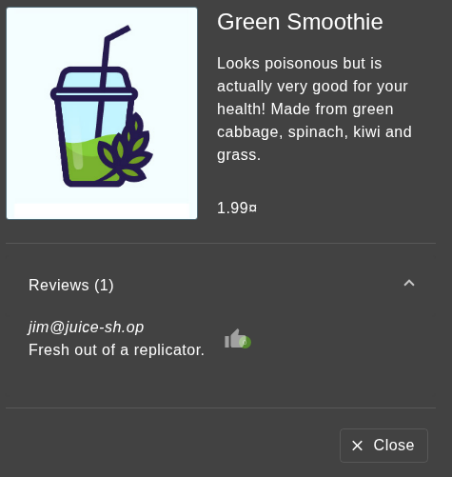 Green Smoothie
Looks poisonous but is
actually very good for your
health! Made from green
cabbage, spinach, kiwi and
grass.
1.99¤
Reviews (1)
jim@juice-sh.op
Fresh out of a replicator.
Close